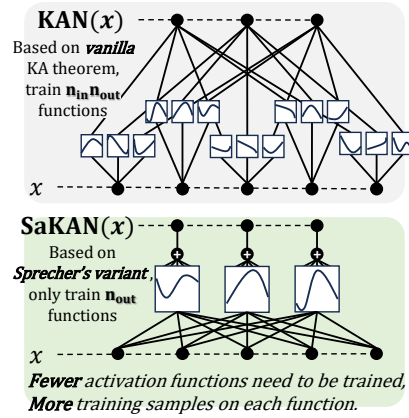 KAN(x)
Based on vanilla
KA theorem,
train n_in n_out
functions
x
SaKAN(x)
Based on
Sprecher's variant,
only train n_out
functions
x
Fewer activation functions need to be trained,
More training samples on each function.